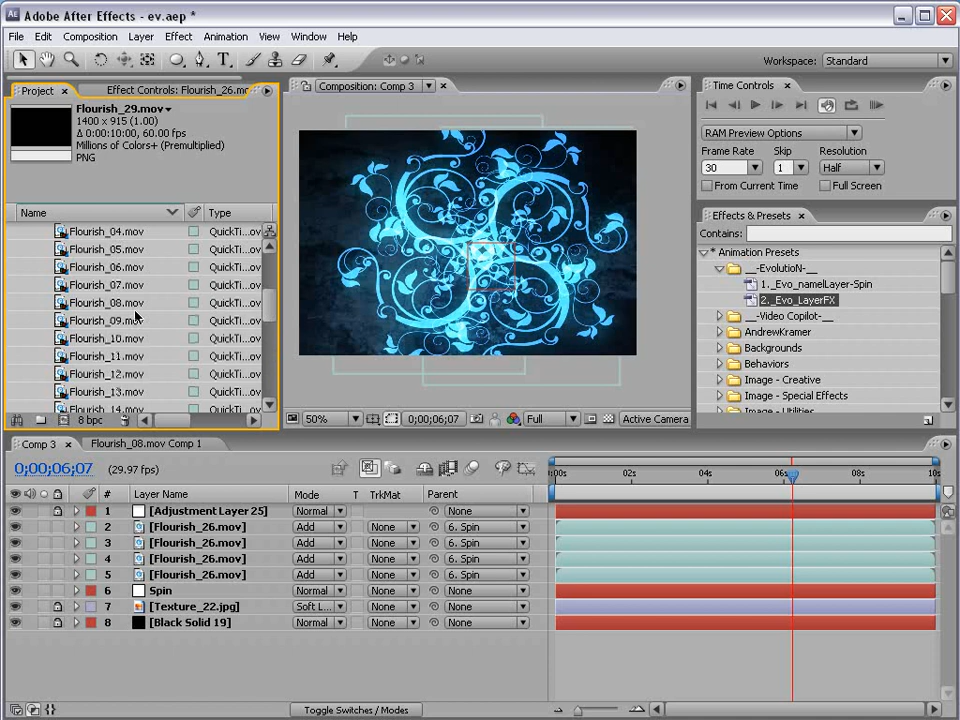 Adobe After Effects - ev.aep *
File Edit Composition Layer Effect Animation View Window Help
Workspace: Standard
Project Effect Controls: Flourish_26.mo
Flourish_29.mov
1400 x 915 (1.00)
Δ 0:00:10:00, 60.00 fps
Millions of Colors+ (Premultiplied)
PNG
Name Type
Flourish_04.mov QuickTi...ov
Flourish_05.mov QuickTi...ov
Flourish_06.mov QuickTi...ov
Flourish_07.mov QuickTi...ov
Flourish_08.mov QuickTi...ov
Flourish_09.mov QuickTi...ov
Flourish_10.mov QuickTi...ov
Flourish_11.mov QuickTi...ov
Flourish_12.mov QuickTi...ov
Flourish_13.mov QuickTi...ov
Flourish_14.mov QuickTi...ov
8 bpc
Composition: Comp 3
50% 0;00;06;07 Full Active Camera
Time Controls
RAM Preview Options
Frame Rate Skip Resolution
30 1 Half
From Current Time Full Screen
Effects & Presets
Contains:
* Animation Presets
__-EvolutioN-__
1._Evo_namelLayer-Spin
2._Evo_LayerFX
__-Video Copilot-__
AndrewKramer
Backgrounds
Behaviors
Image - Creative
Image - Special Effects
Image - Utilities
Comp 3 Flourish_08.mov Comp 1
0;00;06;07 (29.97 fps)
:00s 02s 04s 06s 08s 10s
# Layer Name Mode T TrkMat Parent
1 [Adjustment Layer 25] Normal None
2 [Flourish_26.mov] Add None 6. Spin
3 [Flourish_26.mov] Add None 6. Spin
4 [Flourish_26.mov] Add None 6. Spin
5 [Flourish_26.mov] Add None 6. Spin
6 Spin Normal None None
7 [Texture_22.jpg] Soft L... None None
8 [Black Solid 19] Normal None None
Toggle Switches / Modes